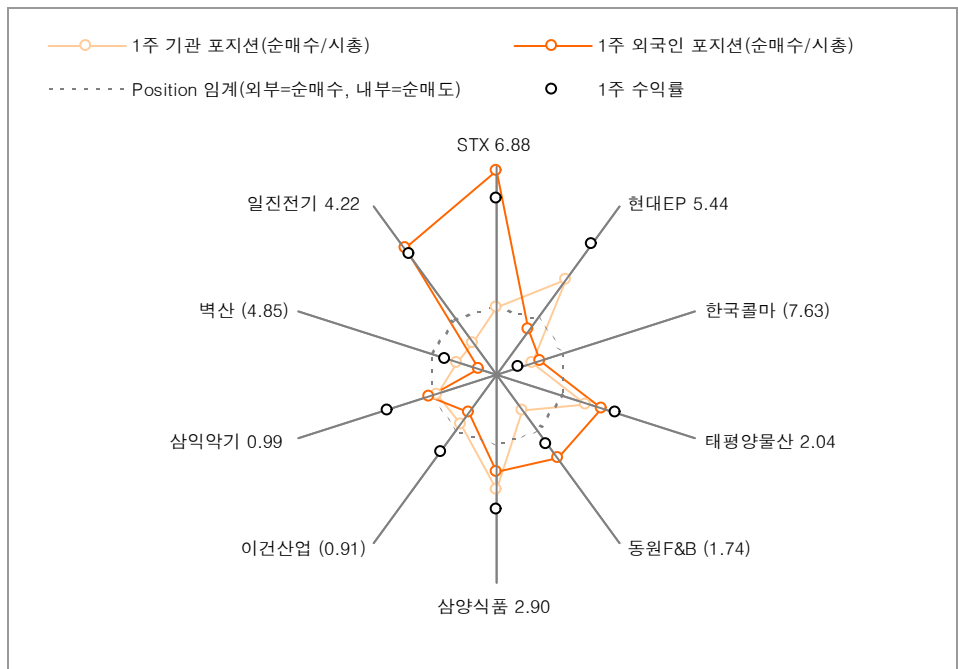 1주 기관 포지션(순매수/시총)
1주 외국인 포지션(순매수/시총)
Position 임계(외부=순매수, 내부=순매도)
1주 수익률
STX 6.88
일진전기 4.22
현대EP 5.44
벽산 (4.85)
한국콜마 (7.63)
삼익악기 0.99
태평양물산 2.04
이건산업 (0.91)
동원F&B (1.74)
삼양식품 2.90